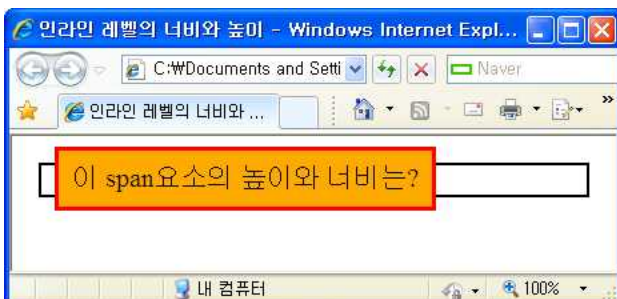 인라인 레벨의 너비와 높이 - Windows Internet Expl...
C:₩Documents and Setti
Naver
인라인 레벨의 너비와 ...
»
이 span요소의 높이와 너비는?
내 컴퓨터
100%